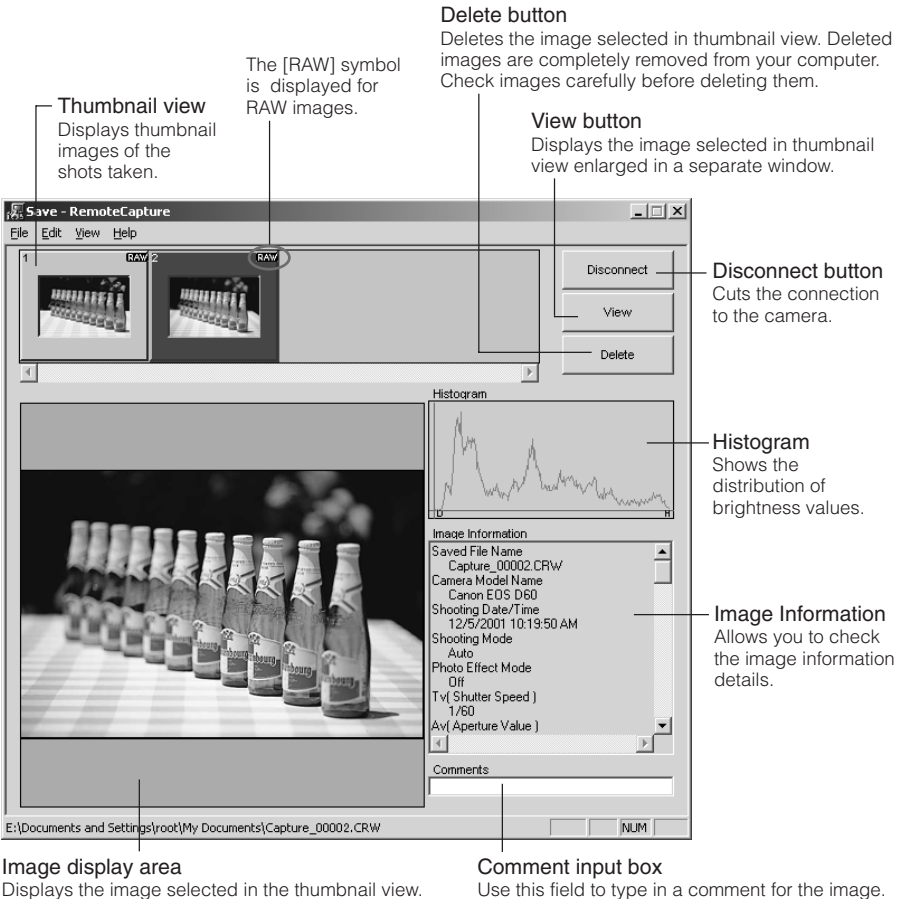 Delete button
Deletes the image selected in thumbnail view. Deleted
images are completely removed from your computer.
Check images carefully before deleting them.
The [RAW] symbol
is displayed for
RAW images.
Thumbnail view
Displays thumbnail
images of the
shots taken.
View button
Displays the image selected in thumbnail
view enlarged in a separate window.
Save - RemoteCapture
File Edit View Help
1 RAW 2 RAW
Disconnect
View
Delete
Disconnect button
Cuts the connection
to the camera.
Histogram
D H
Histogram
Shows the
distribution of
brightness values.
Image Information
Saved File Name
Capture_00002.CRW
Camera Model Name
Canon EOS D60
Shooting Date/Time
12/5/2001 10:19:50 AM
Shooting Mode
Auto
Photo Effect Mode
Off
Tv( Shutter Speed )
1/60
Av( Aperture Value )
Image Information
Allows you to check
the image information
details.
Comments
E:\Documents and Settings\root\My Documents\Capture_00002.CRW
NUM
Image display area
Displays the image selected in the thumbnail view.
Comment input box
Use this field to type in a comment for the image.